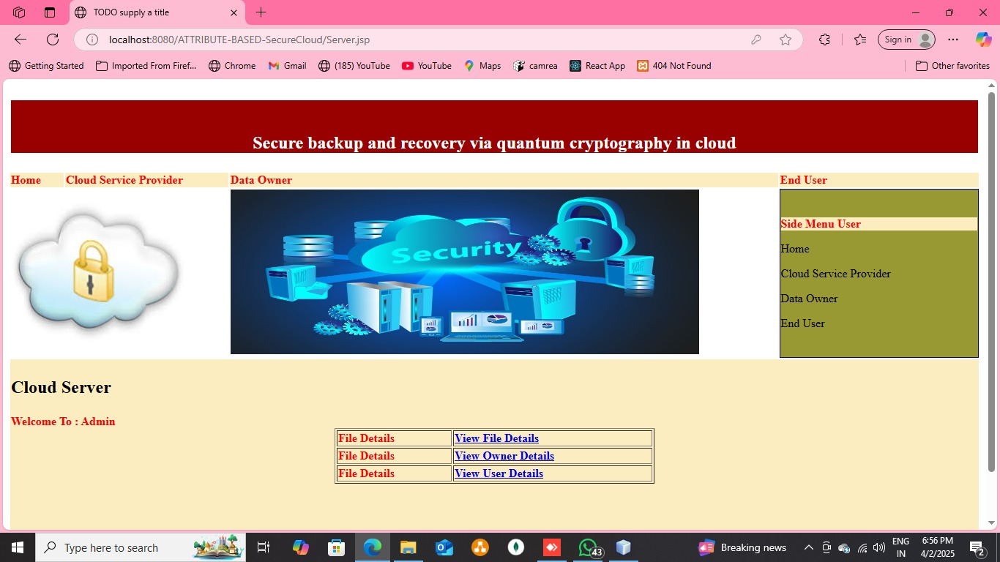 TODO supply a title
localhost:8080/ATTRIBUTE-BASED-SecureCloud/Server.jsp
Sign in
Getting Started
Imported From Firef...
Chrome
Gmail
(185) YouTube
YouTube
Maps
camrea
React App
404 Not Found
Other favorites
Secure backup and recovery via quantum cryptography in cloud
Home
Cloud Service Provider
Data Owner
End User
Security
Side Menu User
Home
Cloud Service Provider
Data Owner
End User
Cloud Server
Welcome To : Admin
File Details View File Details
File Details View Owner Details
File Details View User Details
Type here to search
43
Breaking news
ENG
IN
6:56 PM
4/2/2025
2